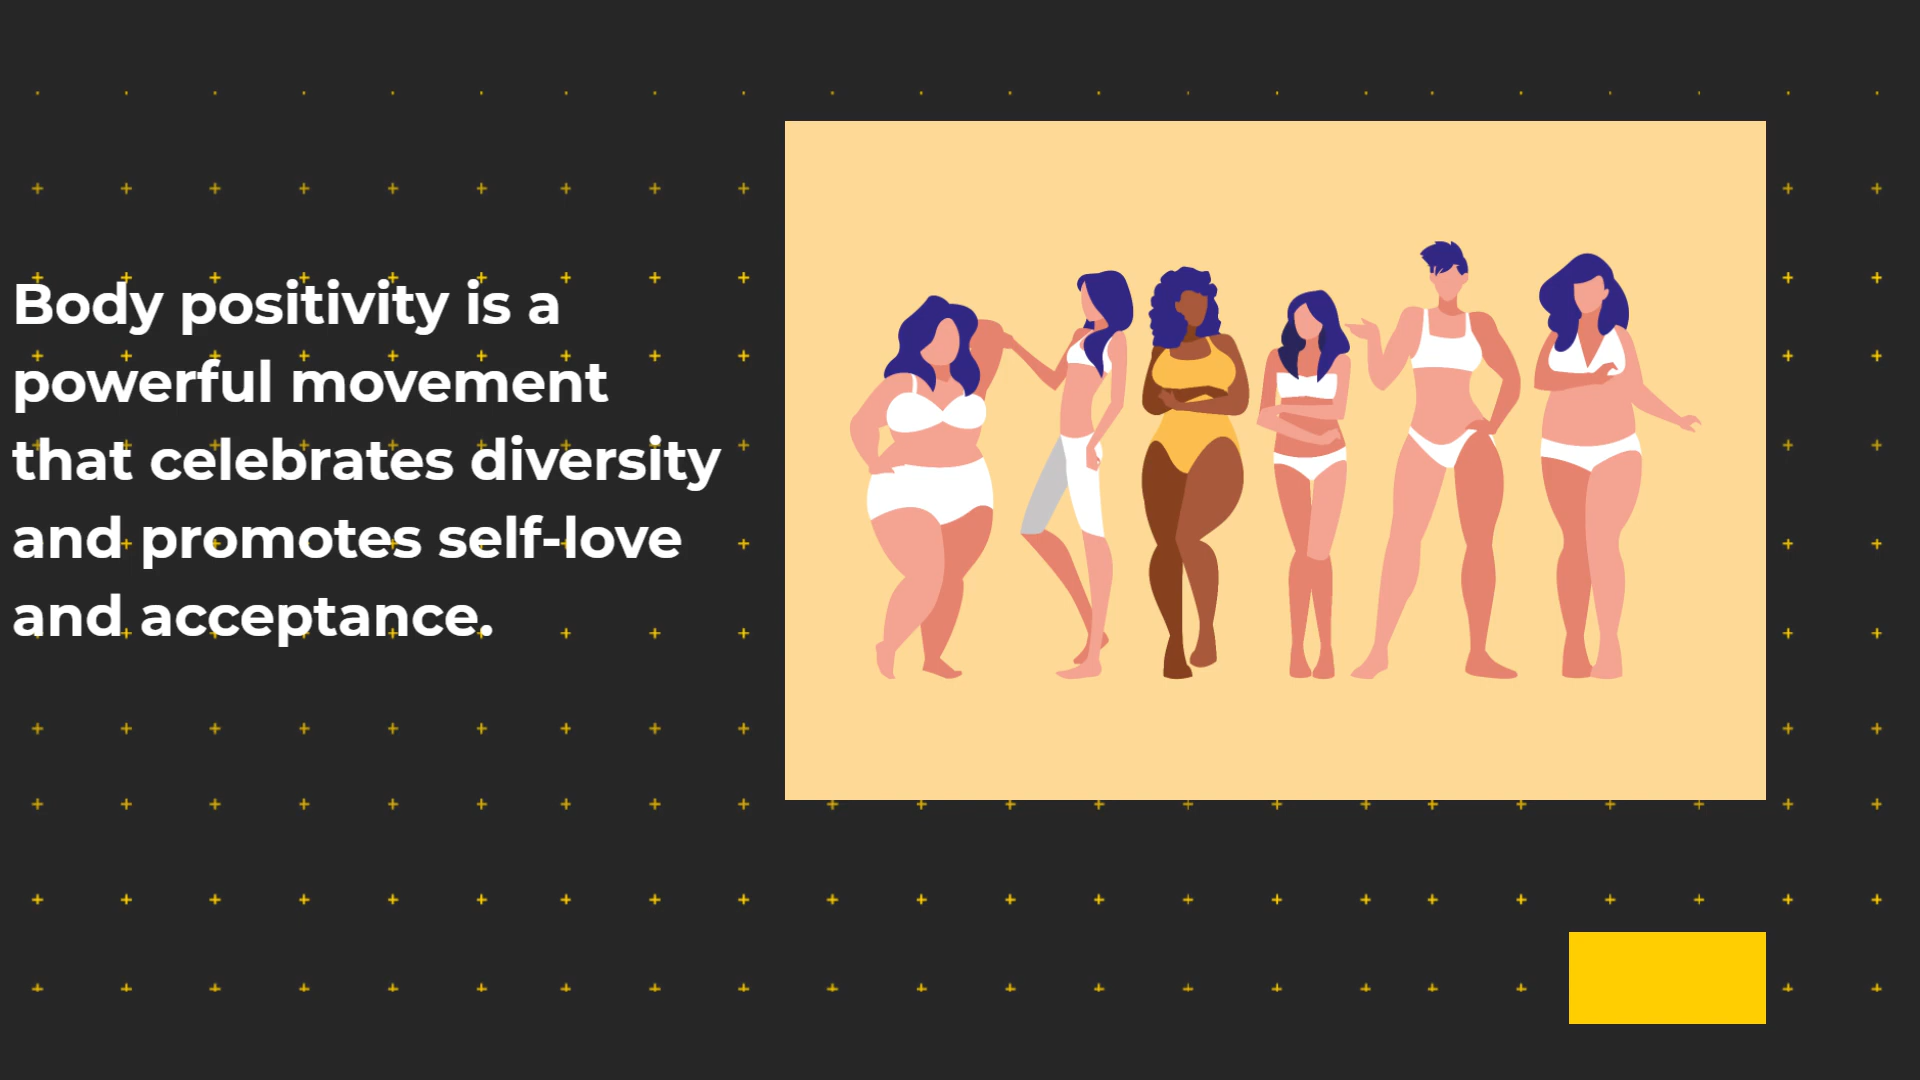 Body positivity is a
powerful movement
that celebrates diversity
and promotes self-love
and acceptance.